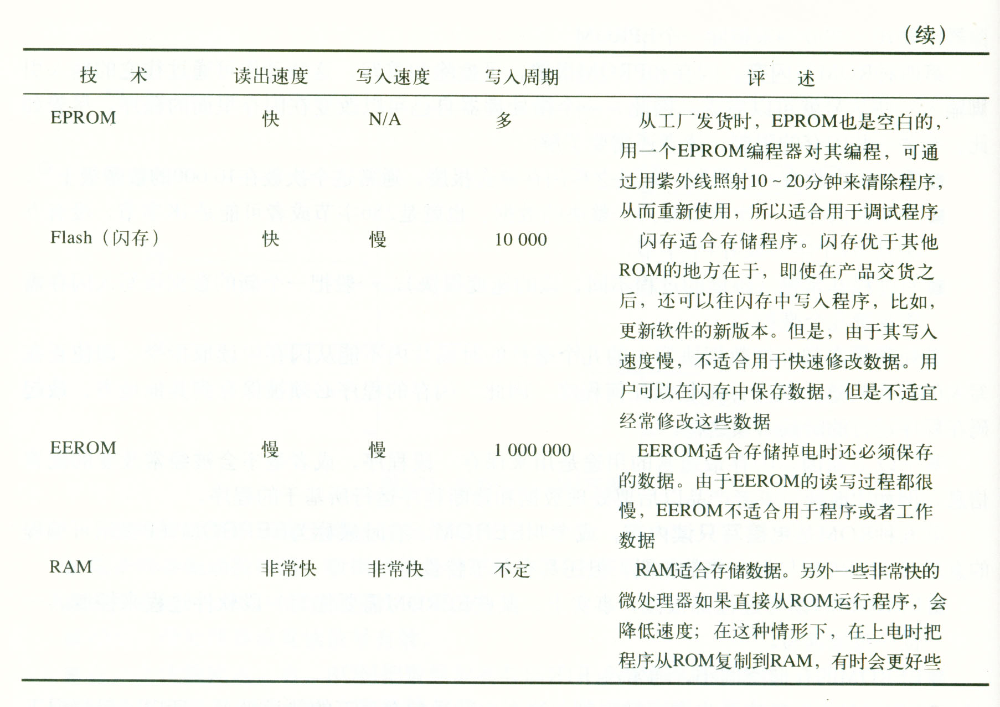 （续）
技 术 读出速度 写入速度 写入周期 评 述
EPROM 快 N/A 多 从工厂发货时，EPROM也是空白的，
用一个EPROM编程器对其编程，可通
过用紫外线照射10～20分钟来清除程序，
从而重新使用，所以适合用于调试程序
Flash（闪存） 快 慢 10 000 闪存适合存储程序。闪存优于其他
ROM的地方在于，即使在产品交货之
后，还可以往闪存中写入程序，比如，
更新软件的新版本。但是，由于其写入
速度慢，不适合用于快速修改数据。用
户可以在闪存中保存数据，但是不适宜
经常修改这些数据
EEROM 慢 慢 1 000 000 EEROM适合存储掉电时还必须保存
的数据。由于EEROM的读写过程都很
慢，EEROM不适合用于程序或者工作
数据
RAM 非常快 非常快 不定 RAM适合存储数据。另外一些非常快的
微处理器如果直接从ROM运行程序，会
降低速度；在这种情形下，在上电时把
程序从ROM复制到RAM，有时会更好些